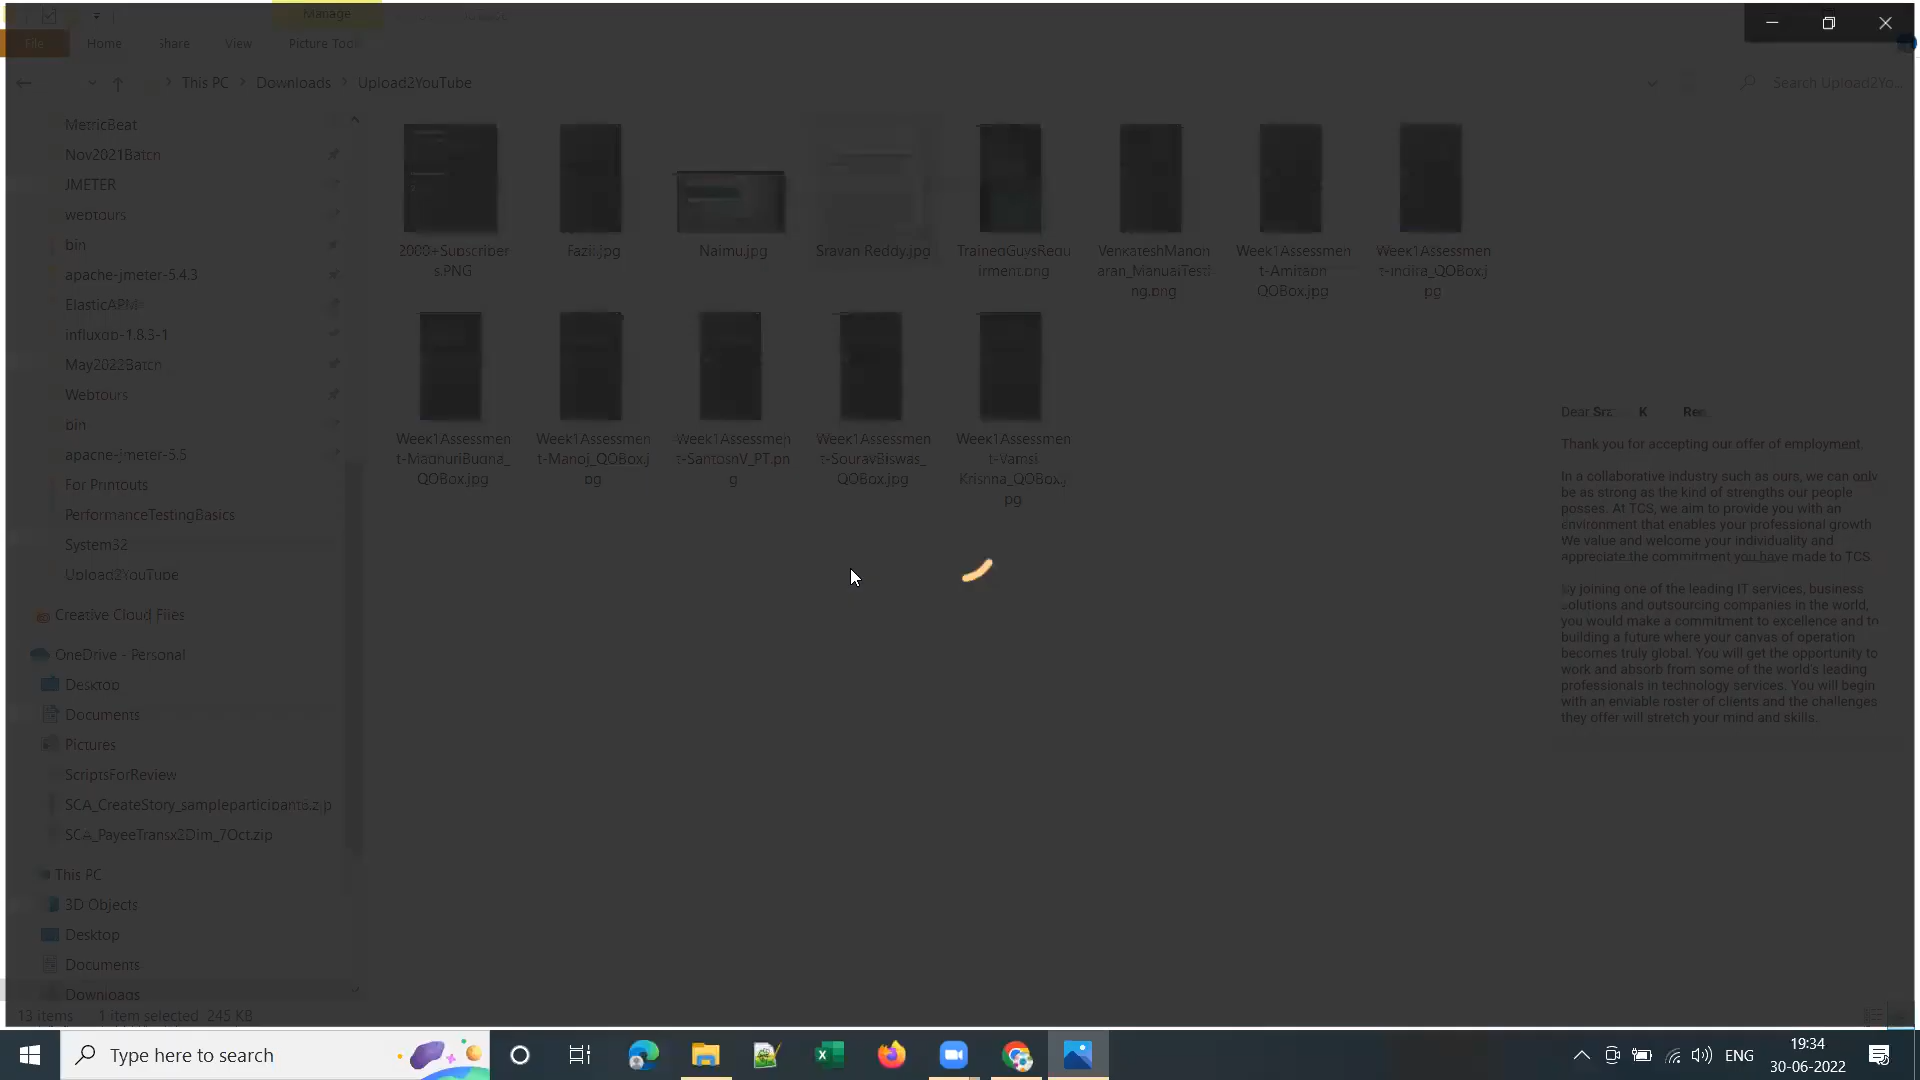 Manage
File
Home
Share
View
Picture Tools
This PC
Downloads
Upload2YouTube
Search Upload2Yo...
MetricBeat
Nov2021Batch
JMETER
webtours
bin
apache-jmeter-5.4.3
ElasticAPM
influxdb-1.8.3-1
May2022Batch
Webtours
bin
apache-jmeter-5.5
For Printouts
PerformanceTestingBasics
System32
Upload2YouTube
Creative Cloud Files
OneDrive - Personal
Desktop
Documents
Pictures
ScriptsForReview
SCA_CreateStory_sampleparticipants.zip
SCA_PayeeTransx2Dim_7Oct.zip
This PC
3D Objects
Desktop
Documents
Downloads
2000+Subscriber
s.PNG
Fazil.jpg
Naimu.jpg
Sravan Reddy.jpg
TrainedGuysRequ
irment.png
VenkateshManoh
aran_ManualTesti
ng.png
Week1Assessmen
t-Amitabh_
QOBox.jpg
Week1Assessmen
t-Indira_QOBox.j
pg
Week1Assessmen
t-MadhuriBugna_
QOBox.jpg
Week1Assessmen
t-Manoj_QOBox.j
pg
Week1Assessmen
t-SantoshV_PT.pn
g
Week1Assessmen
t-SouravBiswas_
QOBox.jpg
Week1Assessmen
t-Vamsi
Krishna_QOBox.j
pg
Dear K
Thank you for accepting our offer of employment.
In a collaborative industry such as ours, we can only
be as strong as the kind of strengths our people
posses. At TCS, we aim to provide you with an
environment that enables your professional growth
We value and welcome your individuality and
appreciate the commitment you have made to TCS.
By joining one of the leading IT services, business
solutions and outsourcing companies in the world,
you would make a commitment to excellence and to
building a future where your canvas of operation
becomes truly global. You will get the opportunity to
work and absorb from some of the world's leading
professionals in technology services. You will begin
with an enviable roster of clients and the challenges
they offer will stretch your mind and skills.
13 items 1 item selected 245 KB
Type here to search
ENG
19:34
30-06-2022